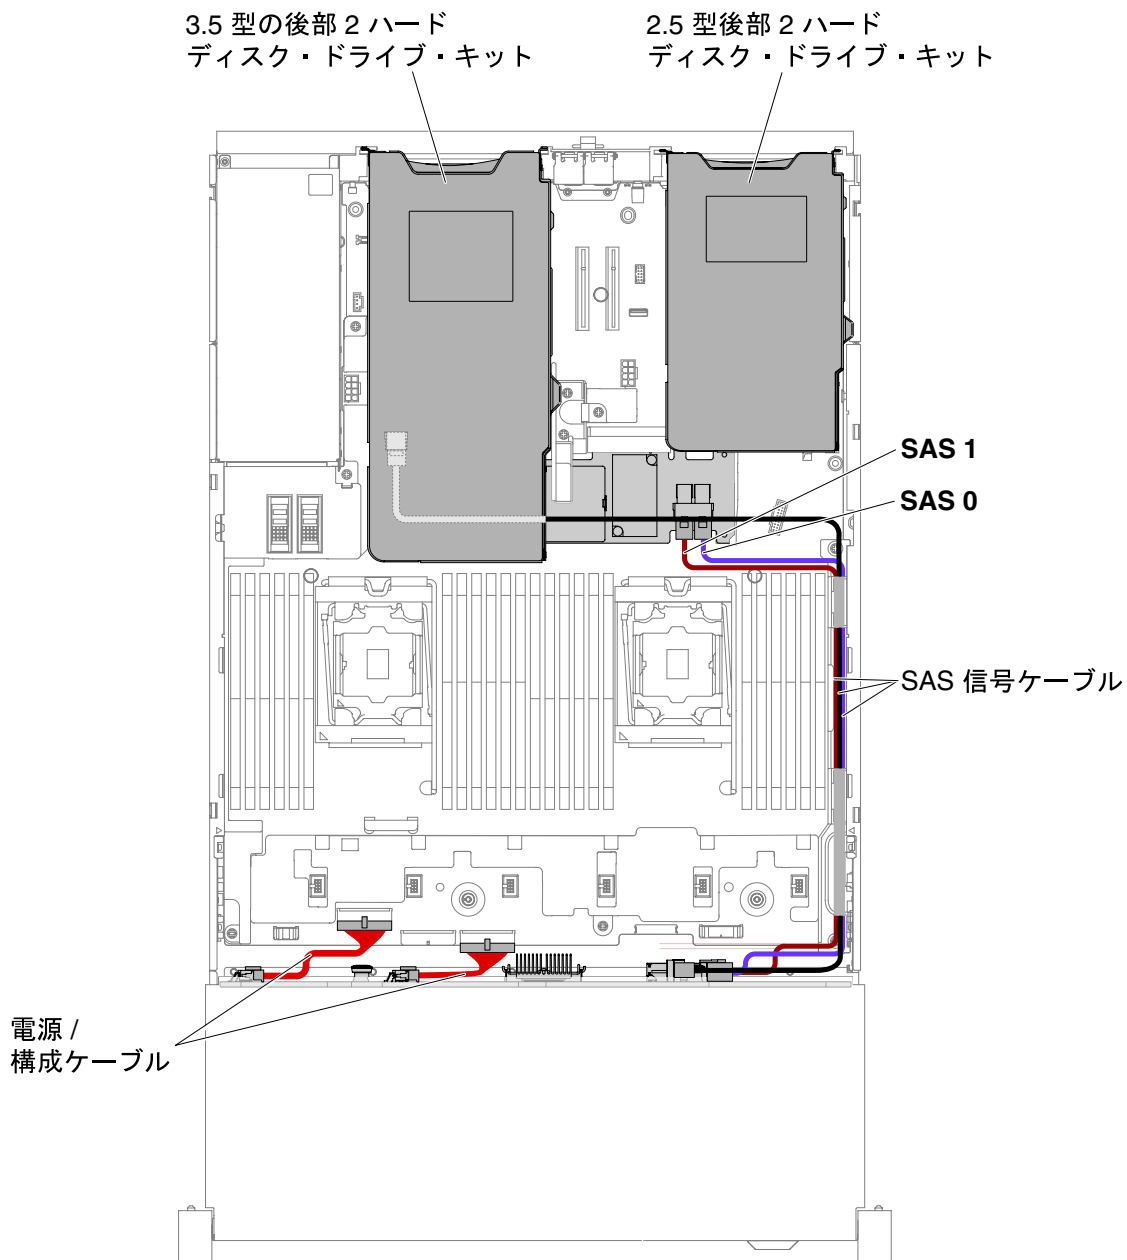 3.5 型の後部 2 ハード
ディスク・ドライブ・キット
2.5 型後部 2 ハード
ディスク・ドライブ・キット
SAS 1
SAS 0
SAS 信号ケーブル
電源 /
構成ケーブル